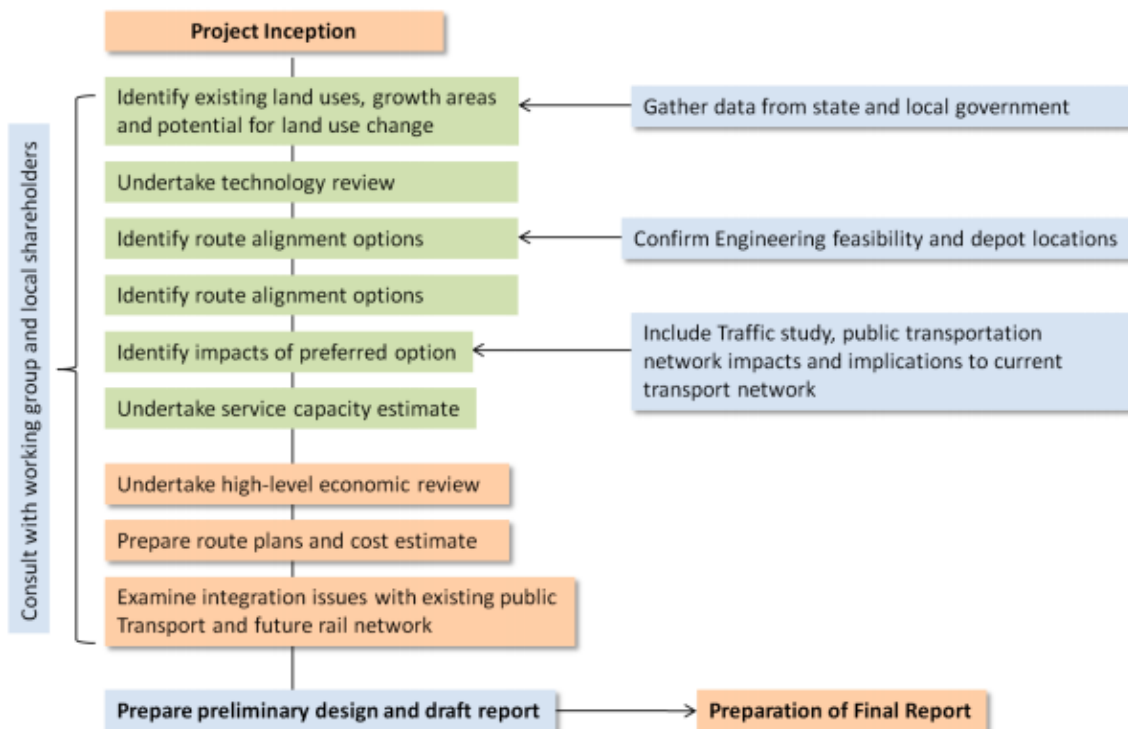 Project Inception
Identify existing land uses, growth areas
and potential for land use change
Gather data from state and local government
Undertake technology review
Identify route alignment options
Confirm Engineering feasibility and depot locations
Identify route alignment options
Identify impacts of preferred option
Include Traffic study, public transportation
network impacts and implications to current
transport network
Undertake service capacity estimate
Undertake high-level economic review
Prepare route plans and cost estimate
Examine integration issues with existing public
Transport and future rail network
Consult with working group and local shareholders
Prepare preliminary design and draft report
Preparation of Final Report